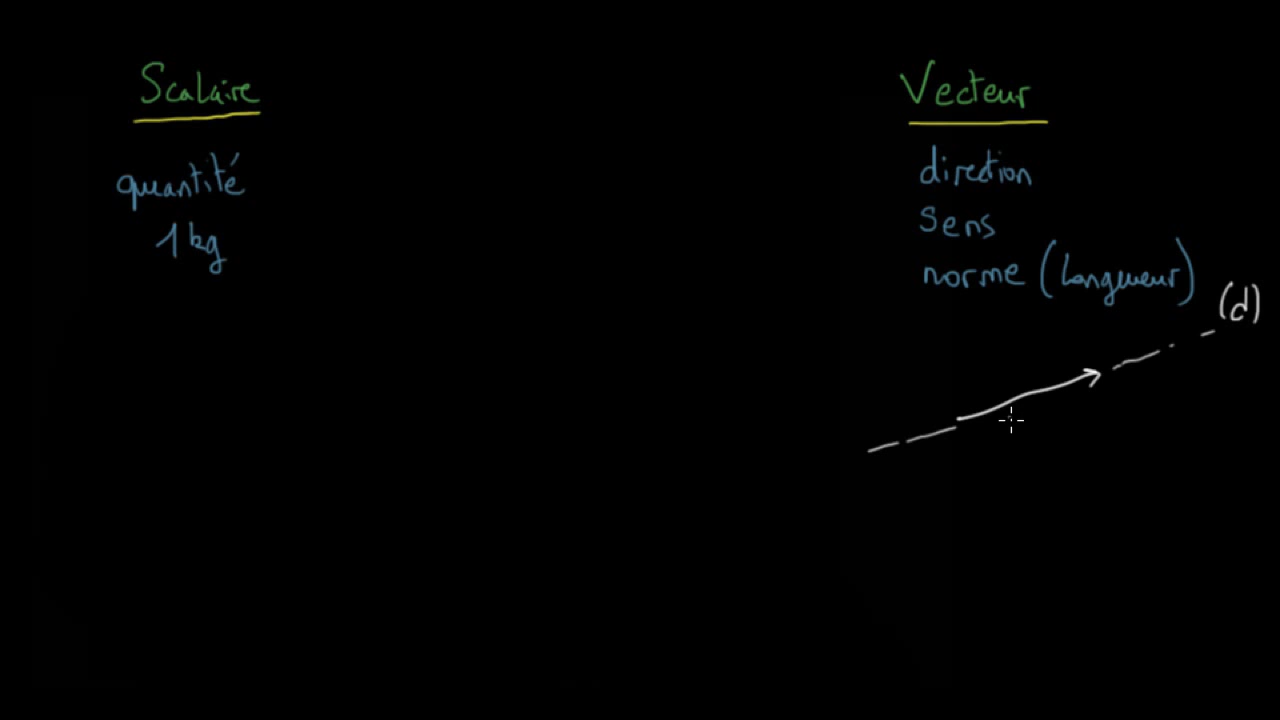 Scalaire
quantité
1 kg
Vecteur
direction
Sens
norme (longueur)
(d)